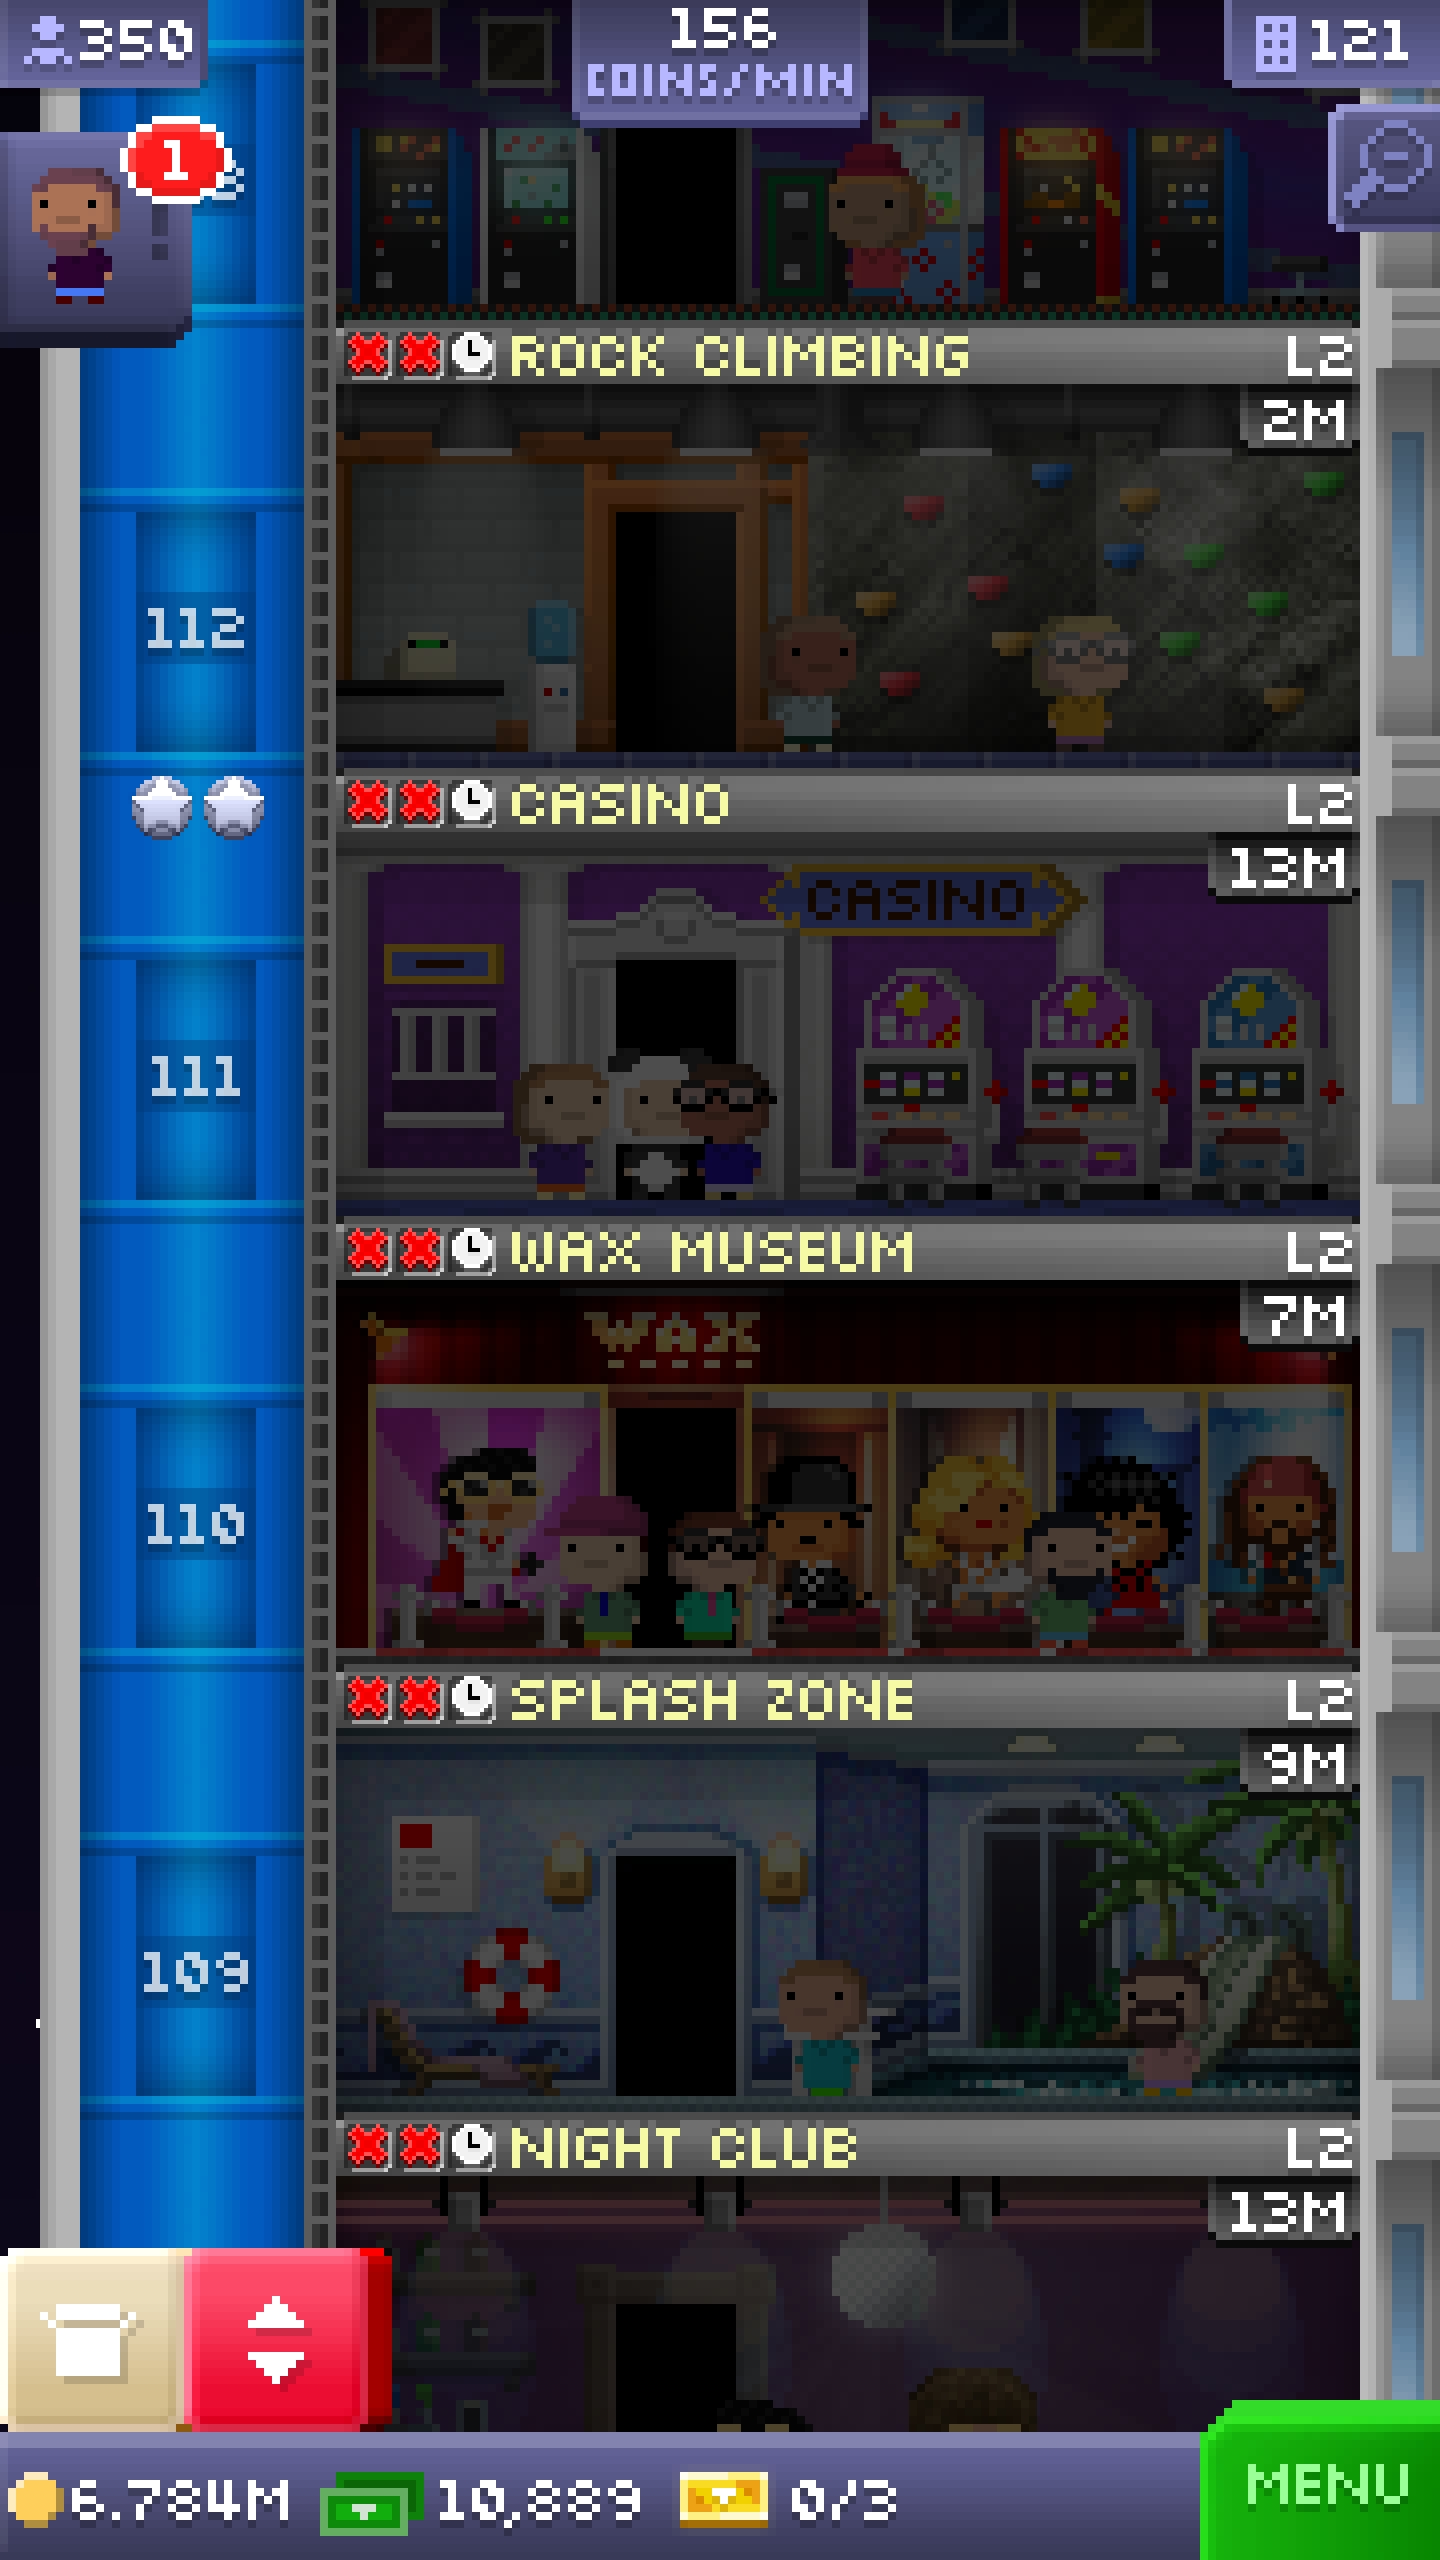 350
156
COINS/MIN
121
1
ROCK CLIMBING
L2
2M
112
CASINO
L2
13M
CASINO
111
WAX MUSEUM
L2
7M
WAX
110
SPLASH ZONE
L2
9M
109
NIGHT CLUB
L2
13M
6.784M
10,889
0/3
MENU